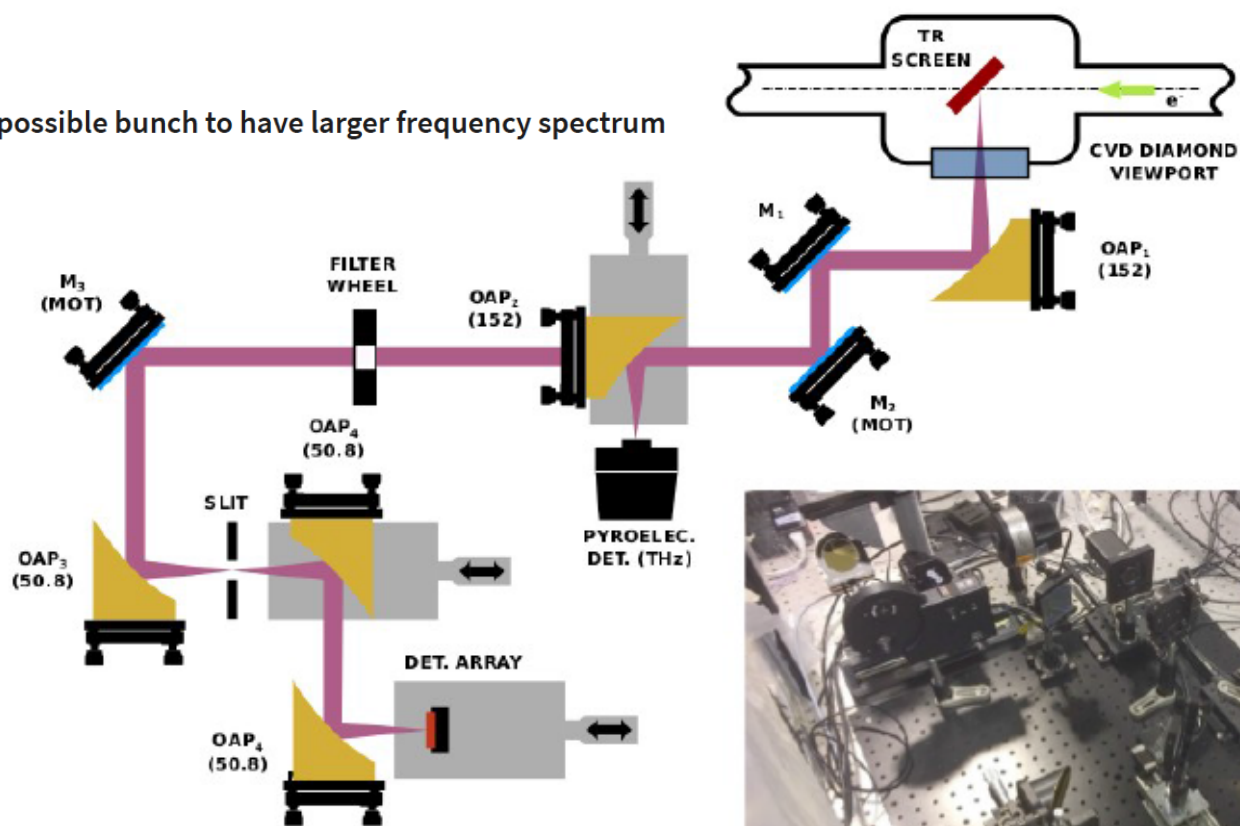 possible bunch to have larger frequency spectrum
TR
SCREEN
e⁻
CVD DIAMOND
VIEWPORT
M₁
OAP₁
(152)
M₃
(MOT)
FILTER
WHEEL
OAP₂
(152)
M₂
(MOT)
OAP₄
(50.8)
SLIT
PYROELEC.
DET. (THz)
OAP₃
(50.8)
DET. ARRAY
OAP₄
(50.8)